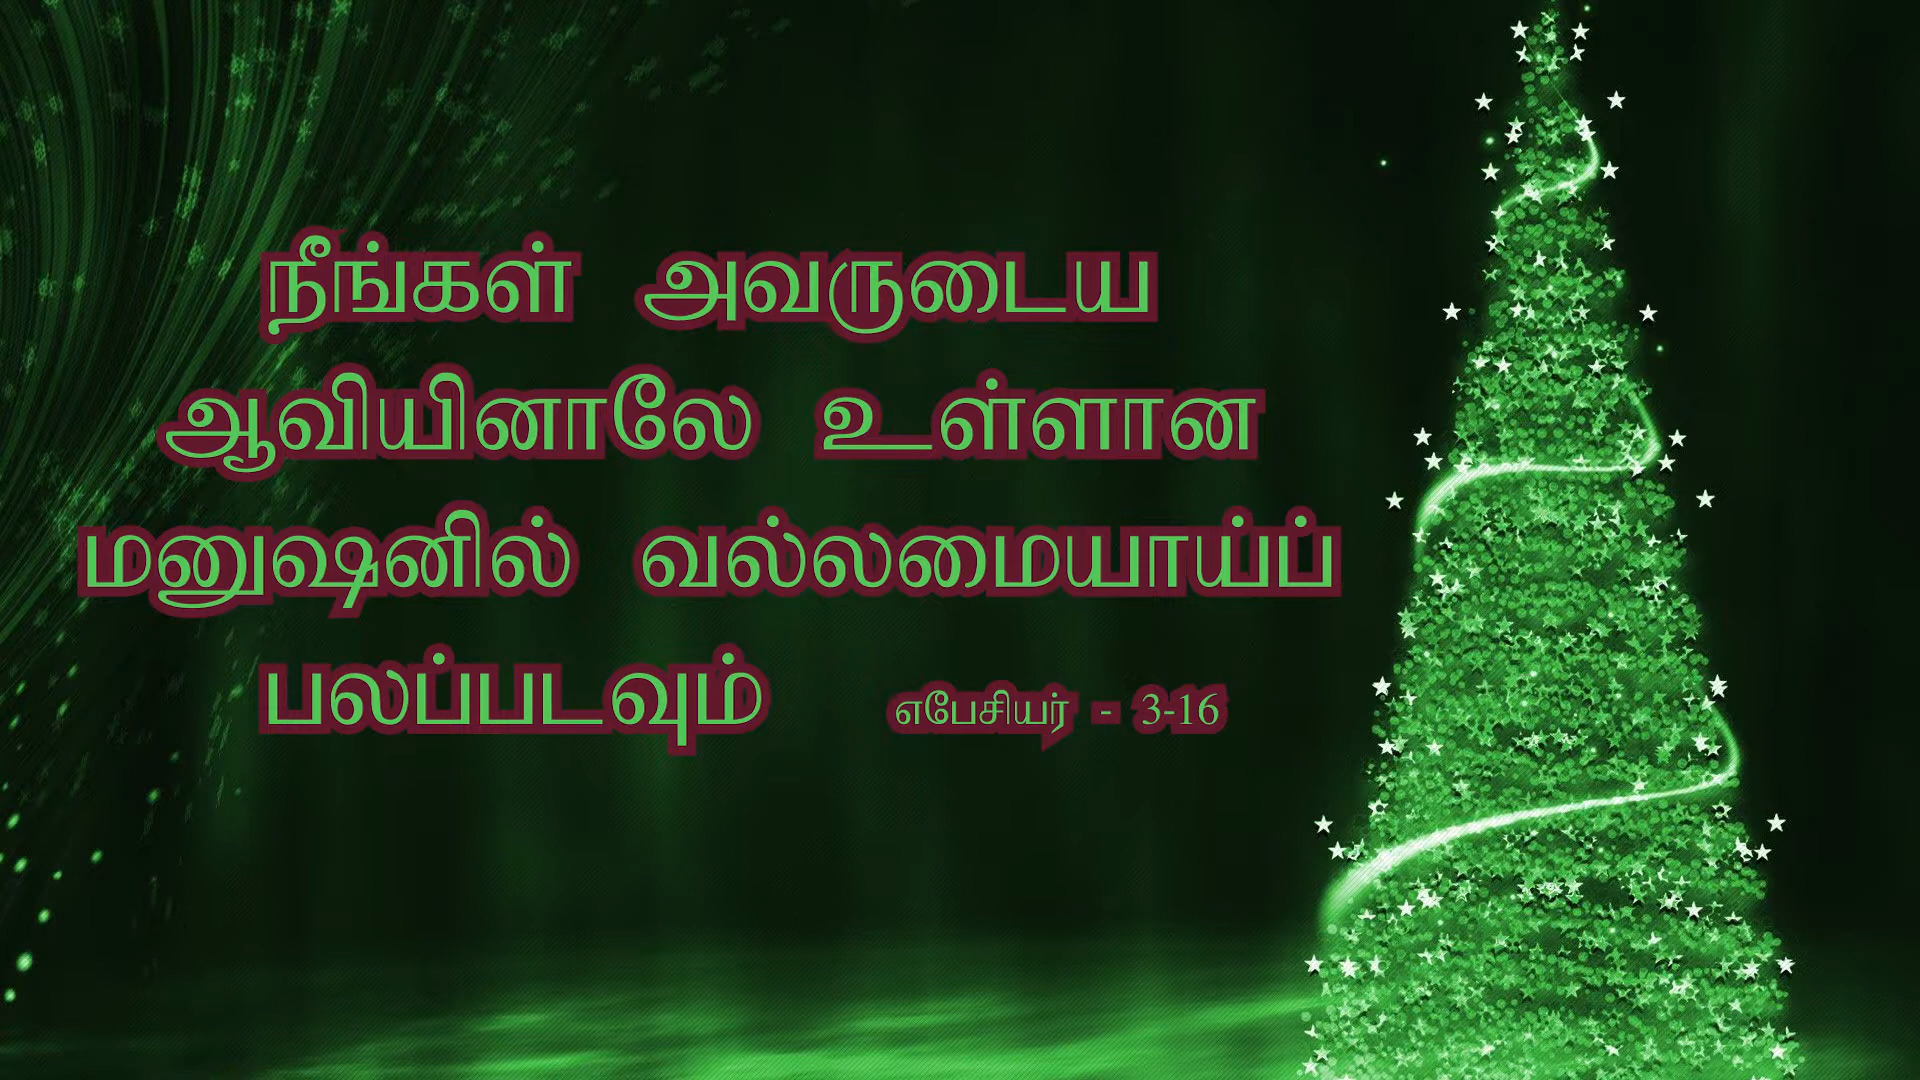 நீங்கள் அவருடைய
ஆவியினாலே உள்ளான
மனுஷனில் வல்லமையாய்ப்
பலப்படவும் எபேசியர் - 3-16